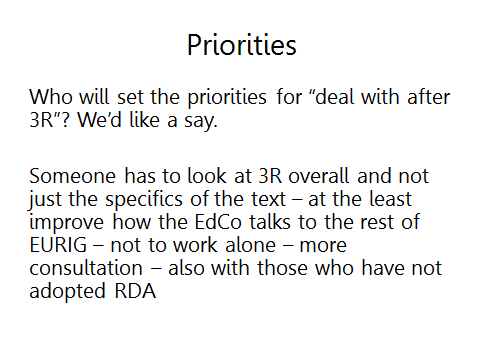 Priorities
Who will set the priorities for “deal with after
3R”? We’d like a say.
Someone has to look at 3R overall and not
just the specifics of the text – at the least
improve how the EdCo talks to the rest of
EURIG – not to work alone – more
consultation – also with those who have not
adopted RDA